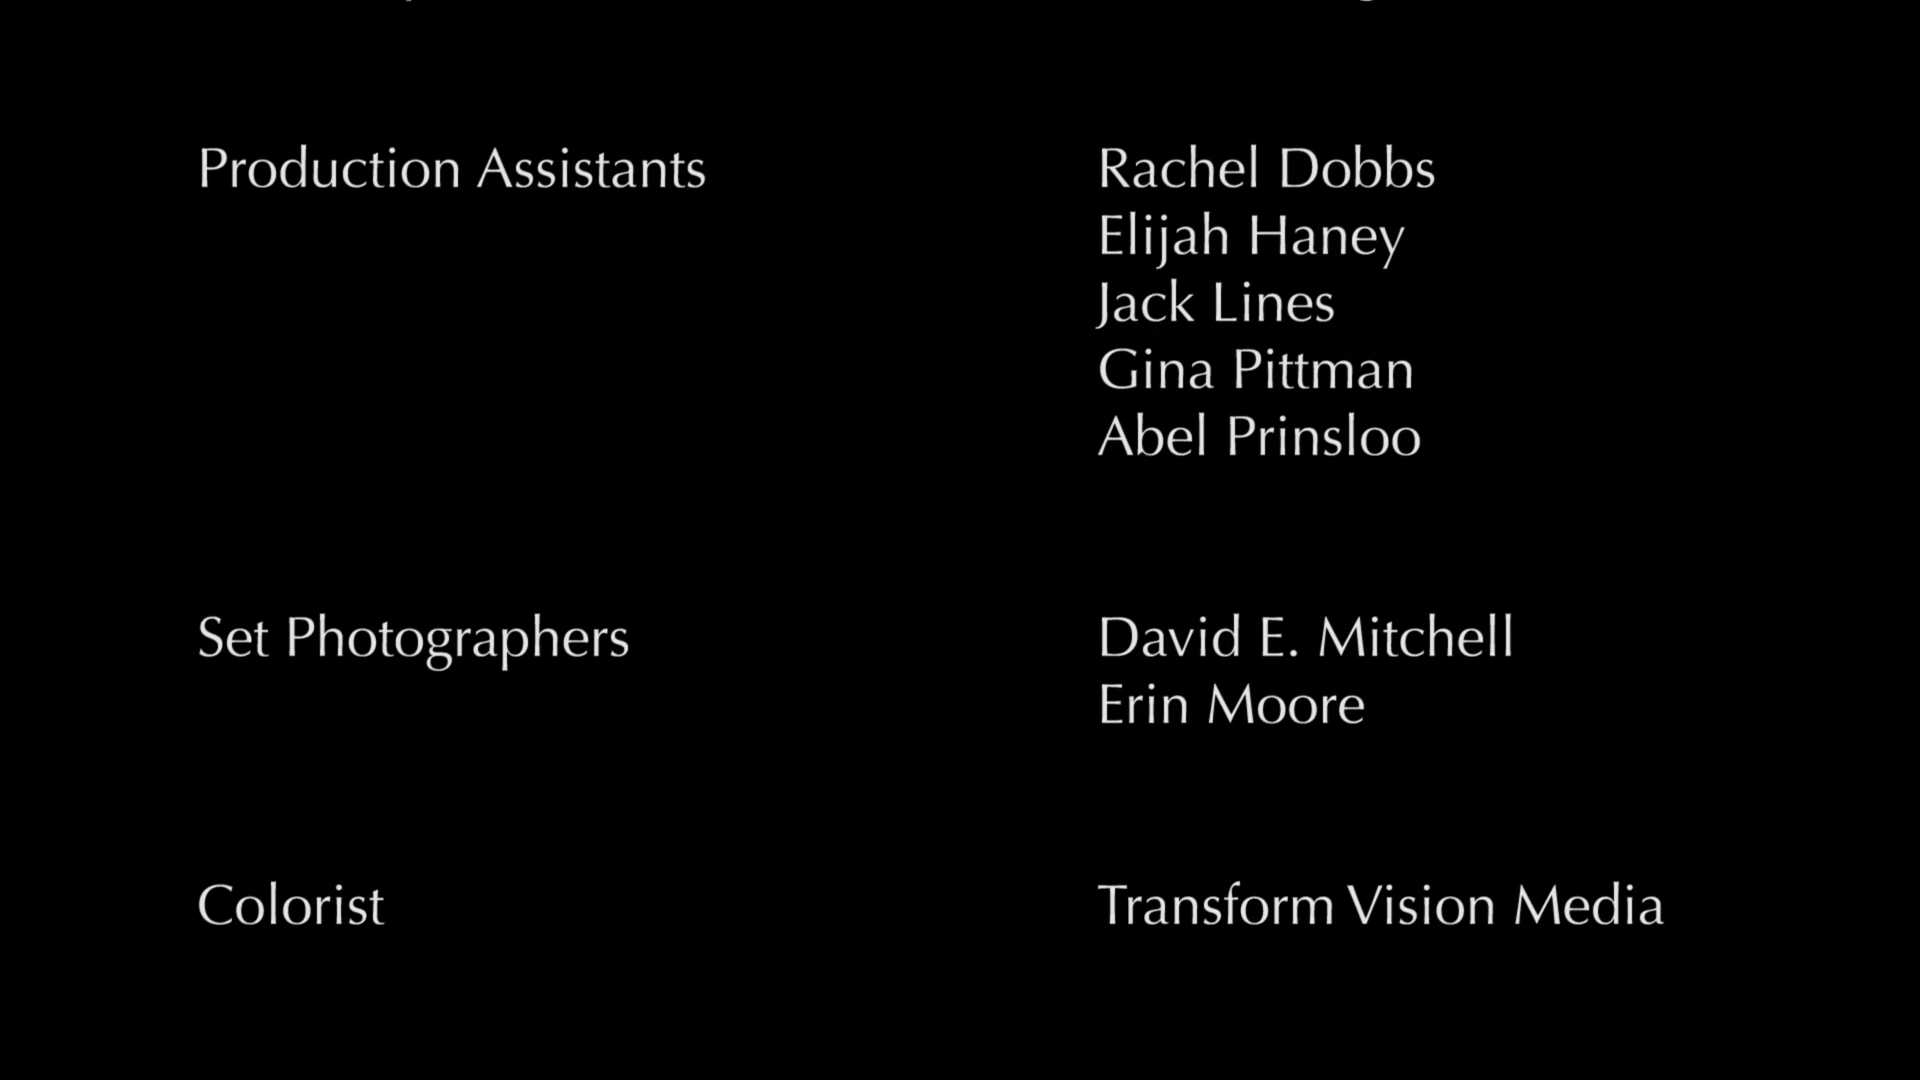 Production Assistants Rachel Dobbs
Elijah Haney
Jack Lines
Gina Pittman
Abel Prinsloo
Set Photographers David E. Mitchell
Erin Moore
Colorist Transform Vision Media